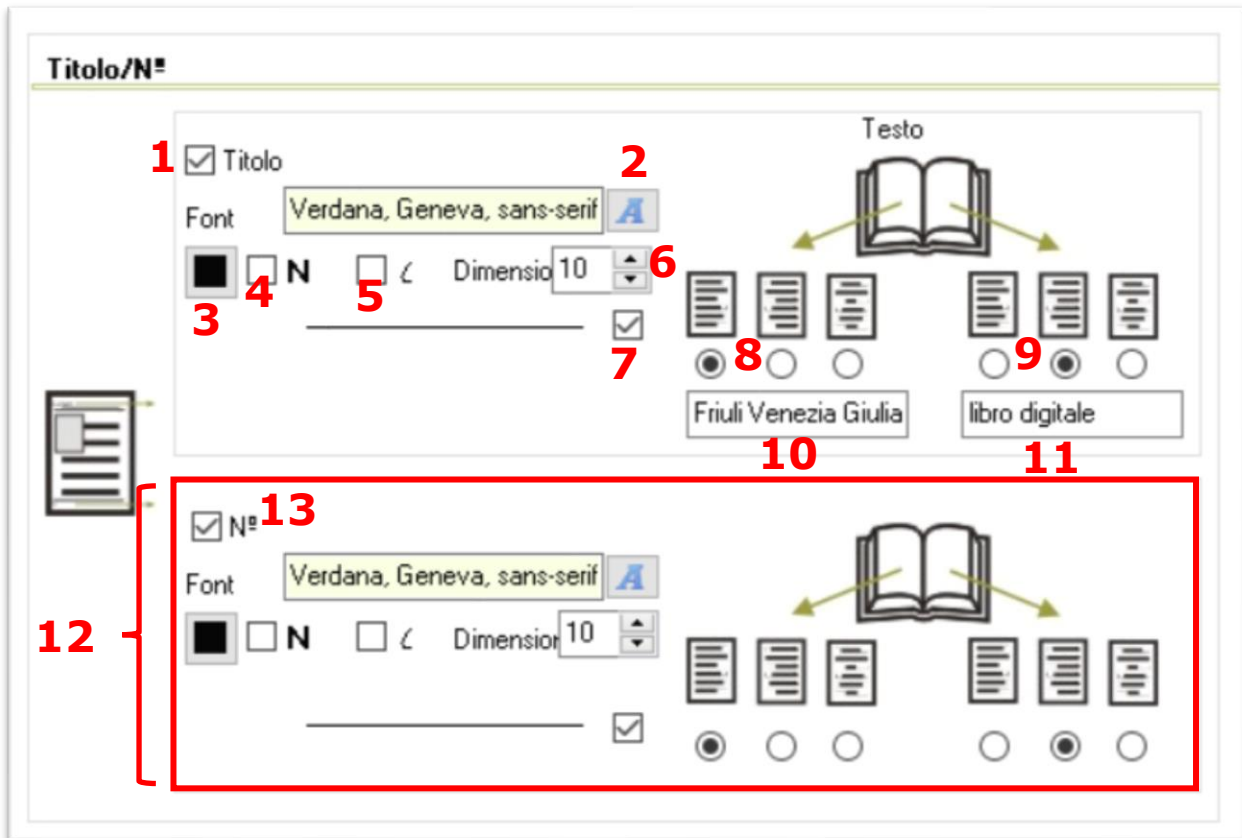 Titolo/Nº
Testo
1 Titolo 2
Font Verdana, Geneva, sans-serif A
N Dimensio 10 6
3 4 5
7 8 9
Friuli Venezia Giulia libro digitale
10 11
13 Nº
Font Verdana, Geneva, sans-serif A
12 N Dimension 10